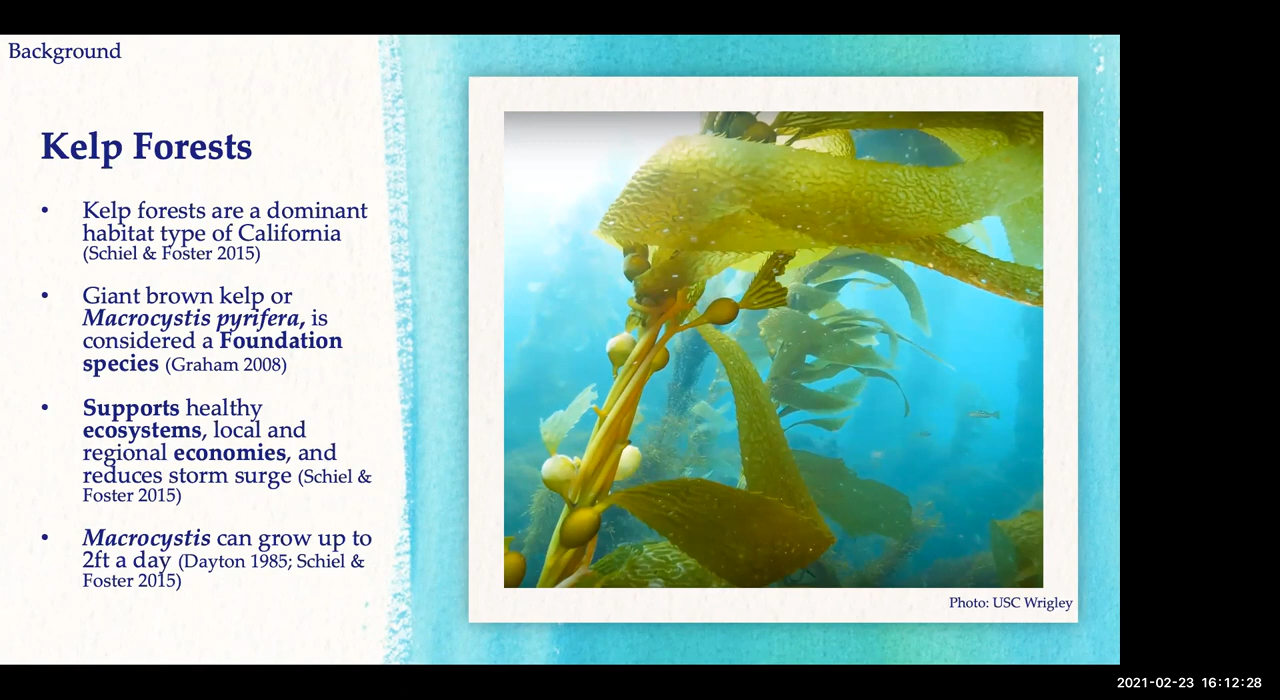 Background
Kelp Forests
• Kelp forests are a dominant
habitat type of California
(Schiel & Foster 2015)
• Giant brown kelp or
Macrocystis pyrifera, is
considered a Foundation
species (Graham 2008)
• Supports healthy
ecosystems, local and
regional economies, and
reduces storm surge (Schiel &
Foster 2015)
• Macrocystis can grow up to
2ft a day (Dayton 1985; Schiel &
Foster 2015)
Photo: USC Wrigley
2021-02-23 16:12:28